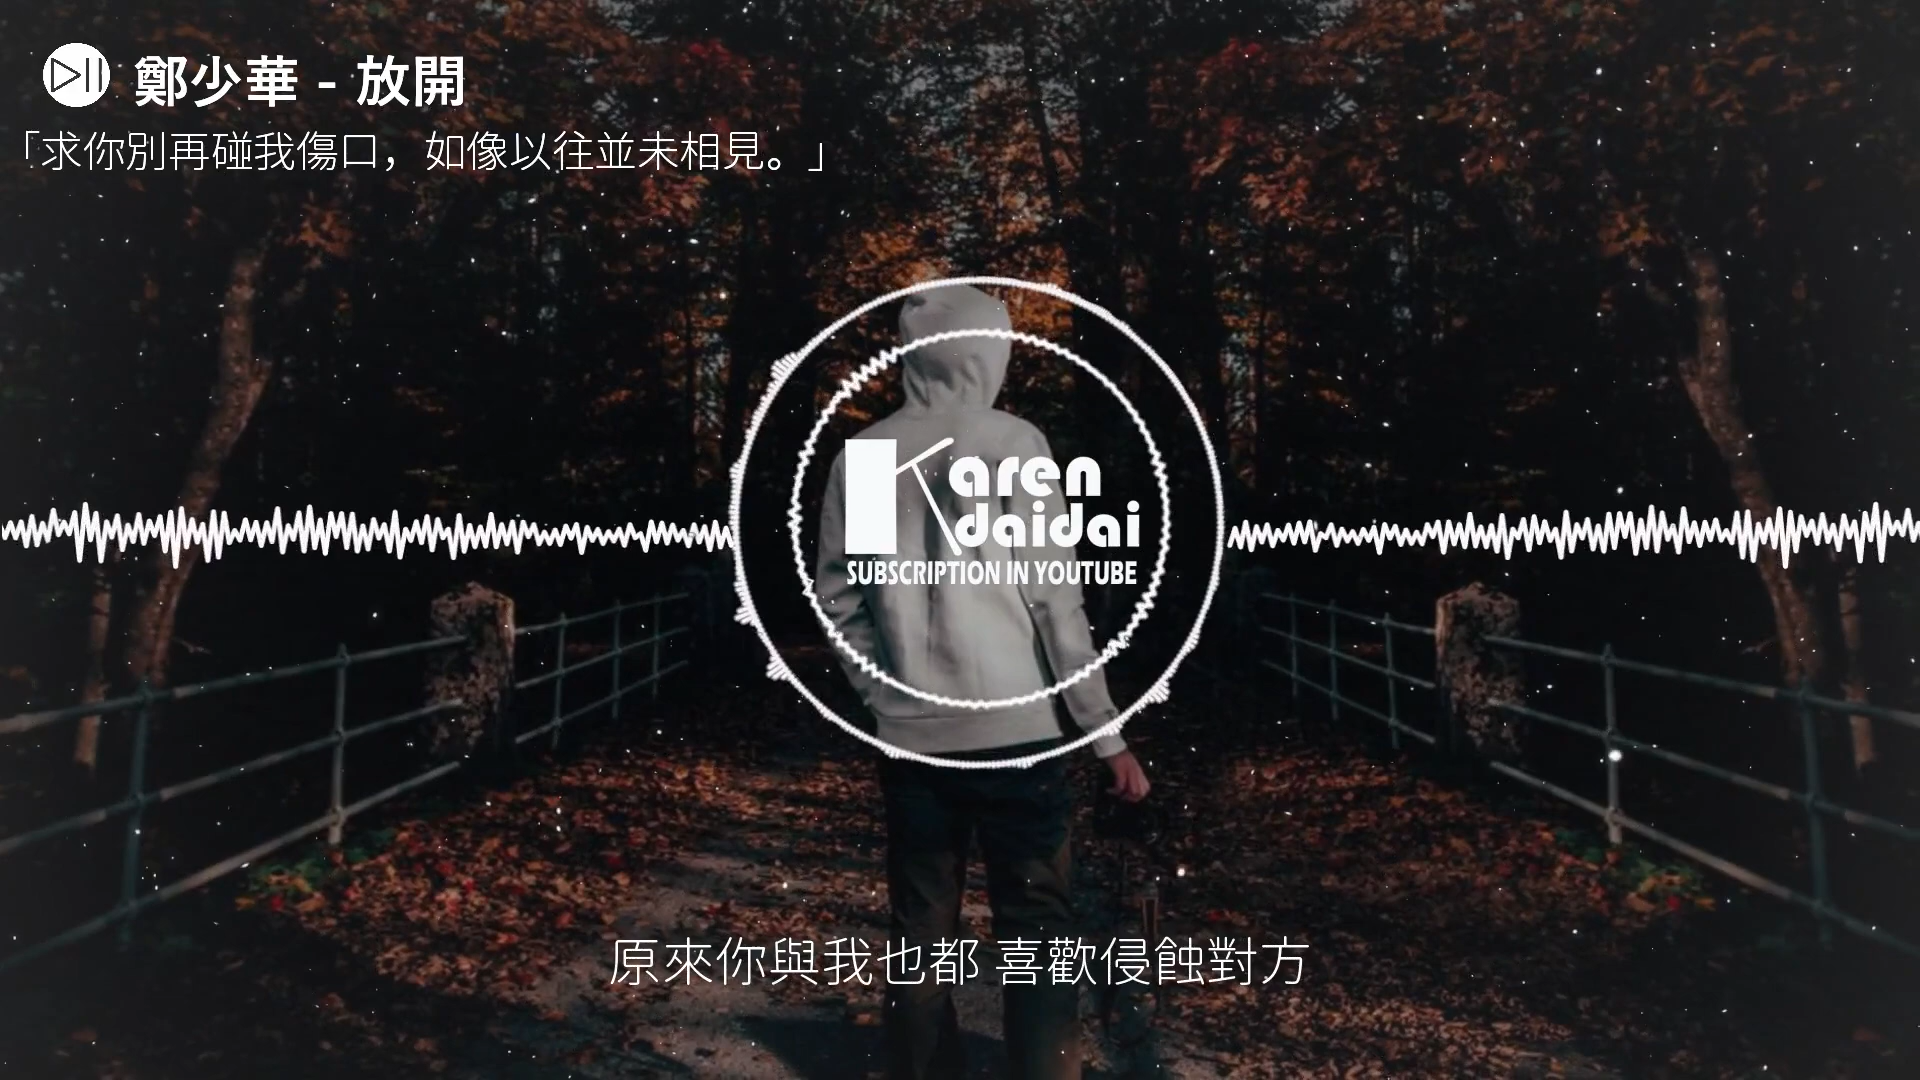 鄭少華 - 放開
「求你別再碰我傷口，如像以往並未相見。」
Karen
daidai
SUBSCRIPTION IN YOUTUBE
原來你與我也都 喜歡侵蝕對方